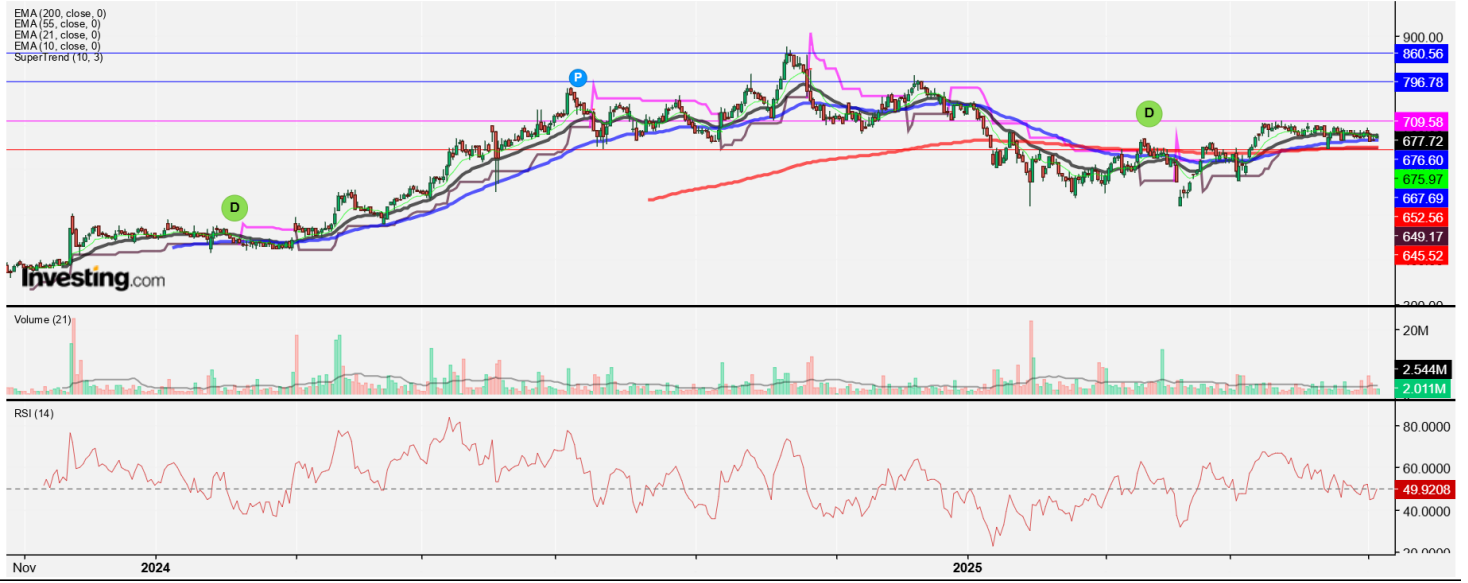 EMA (200, close, 0)
EMA (55, close, 0)
EMA (21, close, 0)
EMA (10, close, 0)
SuperTrend (10, 3)
900.00
860.56
796.78
709.58
677.72
676.60
675.97
667.69
652.56
649.17
645.52
P
D
D
Investing.com
Volume (21)
20M
2.544M
2.011M
RSI (14)
80.0000
60.0000
49.9208
40.0000
Nov
2024
2025